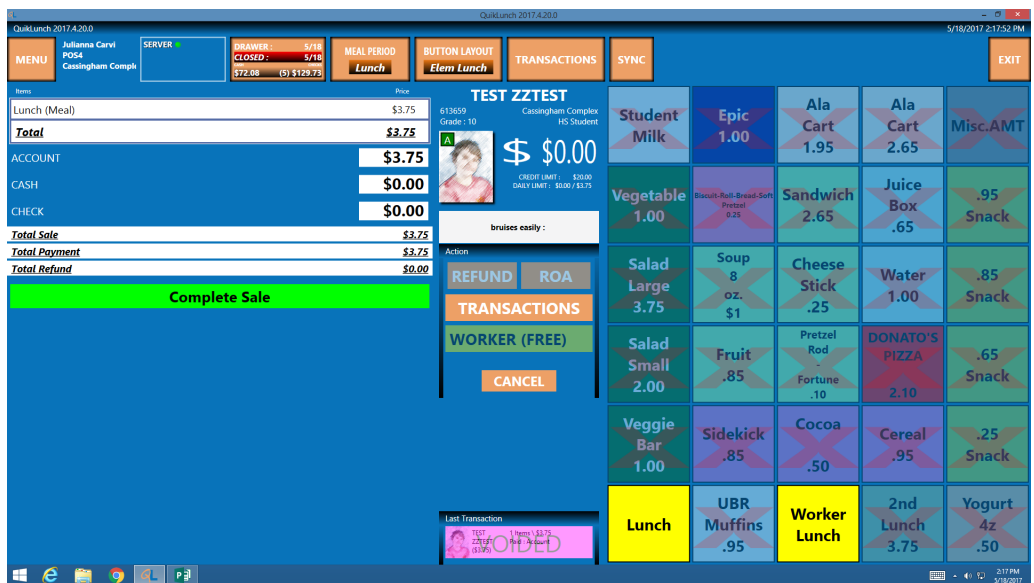 QuikLunch 2017.4.20.0
QuikLunch 2017.4.20.0
5/18/2017 2:17:52 PM
MENU
Julianna Carvi
POS4
Cassingham Comple
SERVER
DRAWER : 5/18
CLOSED : 5/18
$72.08 (5) $129.73
MEAL PERIOD
Lunch
BUTTON LAYOUT
Elem Lunch
TRANSACTIONS
SYNC
EXIT
Items Price
Lunch (Meal) $3.75
Total $3.75
ACCOUNT $3.75
CASH $0.00
CHECK $0.00
Total Sale $3.75
Total Payment $3.75
Total Refund $0.00
Complete Sale
TEST ZZTEST
613659 Cassingham Complex
Grade : 10 HS Student
A
$ $0.00
CREDIT LIMIT : $20.00
DAILY LIMIT : $0.00 / $3.75
bruises easily :
Action
REFUND ROA
TRANSACTIONS
WORKER (FREE)
CANCEL
Last Transaction
TEST 1 Items \ $3.75
ZZTEST Paid : Account
($3.75)
VOIDED
Student
Milk
Epic
1.00
Ala
Cart
1.95
Ala
Cart
2.65
Misc.AMT
Vegetable
1.00
Biscuit-Roll-Bread-Soft
Pretzel
0.25
Sandwich
2.65
Juice
Box
.65
.95
Snack
Salad
Large
3.75
Soup
8
oz.
$1
Cheese
Stick
.25
Water
1.00
.85
Snack
Salad
Small
2.00
Fruit
.85
Pretzel
Rod
-
Fortune
.10
DONATO'S
PIZZA
2.10
.65
Snack
Veggie
Bar
1.00
Sidekick
.85
Cocoa
.50
Cereal
.95
.25
Snack
Lunch
UBR
Muffins
.95
Worker
Lunch
2nd
Lunch
3.75
Yogurt
4z
.50
2:17 PM
5/18/2017